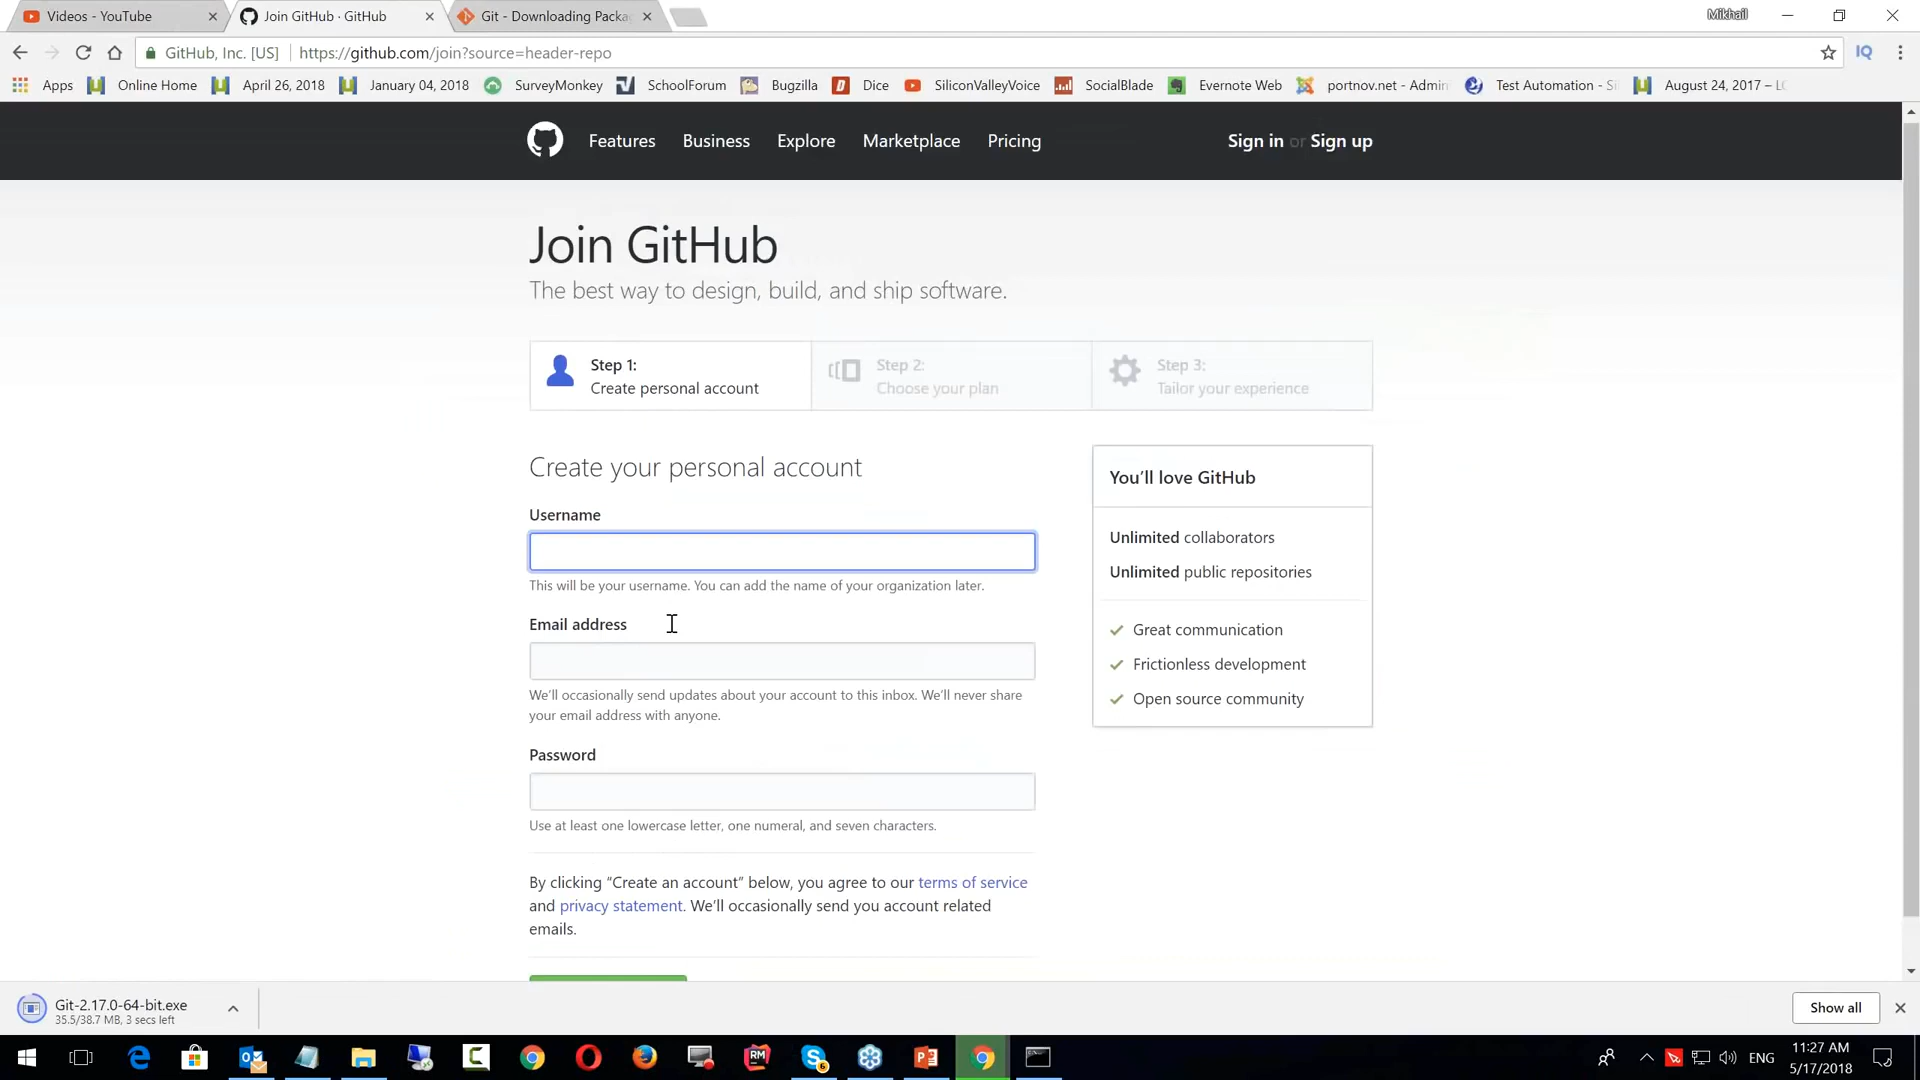 Videos - YouTube
Join GitHub · GitHub
Git - Downloading Packa
Mikhail
GitHub, Inc. [US]
https://github.com/join?source=header-repo
IQ
Apps
Online Home
April 26, 2018
January 04, 2018
SurveyMonkey
SchoolForum
Bugzilla
Dice
SiliconValleyVoice
SocialBlade
Evernote Web
portnov.net - Admin
Test Automation - Si
August 24, 2017 –
Features
Business
Explore
Marketplace
Pricing
Sign in or Sign up
Join GitHub
The best way to design, build, and ship software.
Step 1:
Create personal account
Step 2:
Choose your plan
Step 3:
Tailor your experience
Create your personal account
Username
This will be your username. You can add the name of your organization later.
Email address
We'll occasionally send updates about your account to this inbox. We'll never share
your email address with anyone.
Password
Use at least one lowercase letter, one numeral, and seven characters.
By clicking “Create an account” below, you agree to our terms of service
and privacy statement. We'll occasionally send you account related
emails.
You'll love GitHub
Unlimited collaborators
Unlimited public repositories
Great communication
Frictionless development
Open source community
Git-2.17.0-64-bit.exe
35.5/38.7 MB, 3 secs left
Show all
ENG
11:27 AM
5/17/2018